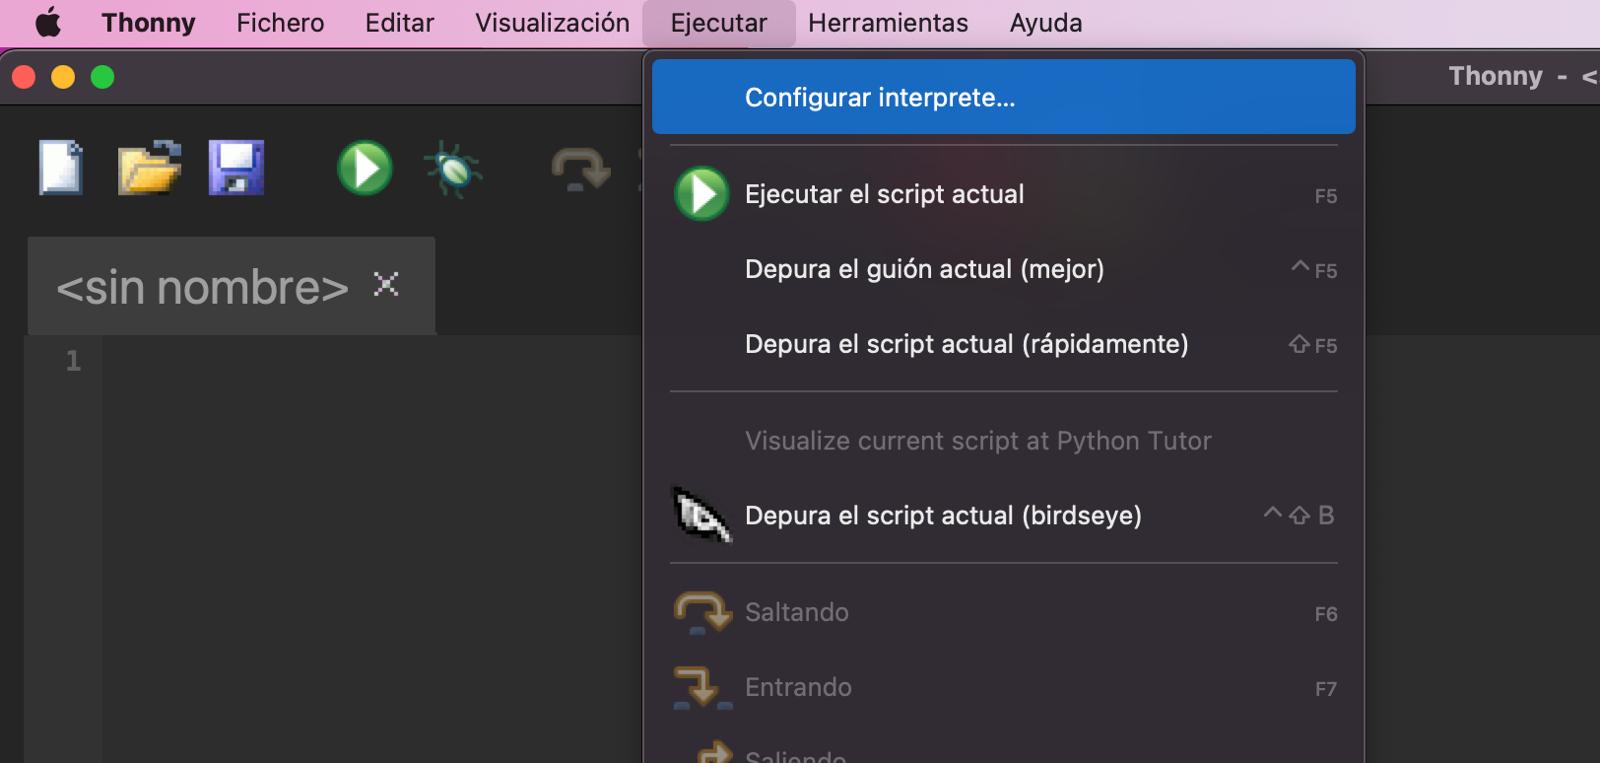 Thonny Fichero Editar Visualización Ejecutar Herramientas Ayuda
Thonny - <
Configurar interprete...
<sin nombre>
Ejecutar el script actual F5
Depura el guión actual (mejor) ^ F5
Depura el script actual (rápidamente) ⇧ F5
1
Visualize current script at Python Tutor
Depura el script actual (birdseye) ^ ⇧ B
Saltando F6
Entrando F7
Saliendo